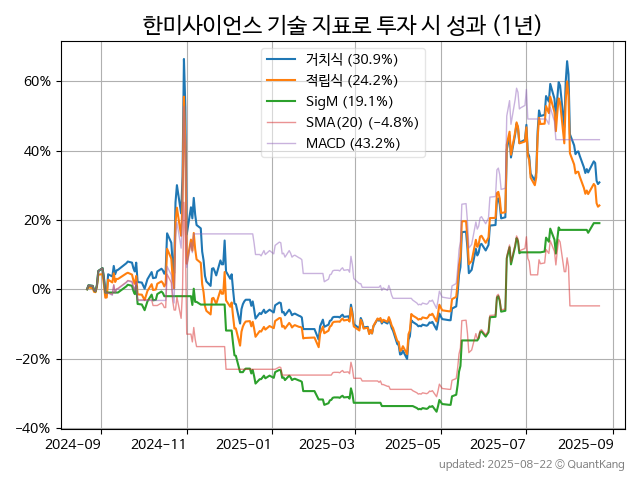 한미사이언스 기술 지표로 투자 시 성과 (1년)
거치식 (30.9%)
적립식 (24.2%)
SigM (19.1%)
SMA(20) (−4.8%)
MACD (43.2%)
60%
40%
20%
0%
−20%
−40%
2024-09 2024-11 2025-01 2025-03 2025-05 2025-07 2025-09
updated: 2025-08-22 © QuantKang